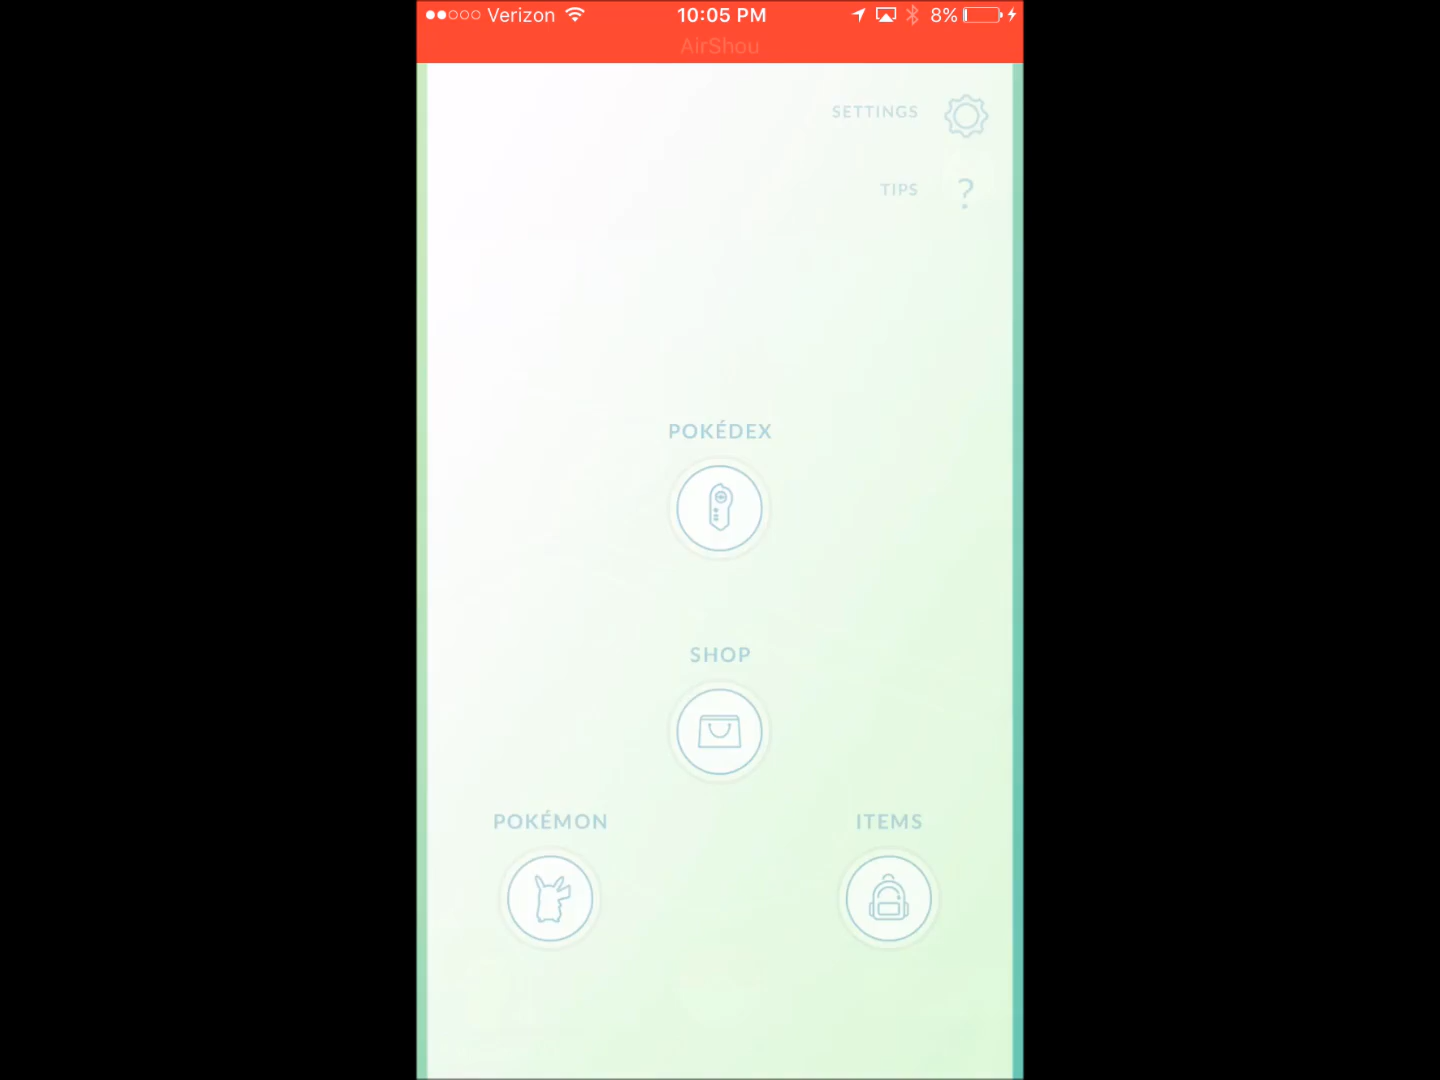 Verizon 10:05 PM 8%
AirShou
SETTINGS
TIPS ?
POKÉDEX
SHOP
POKÉMON
ITEMS